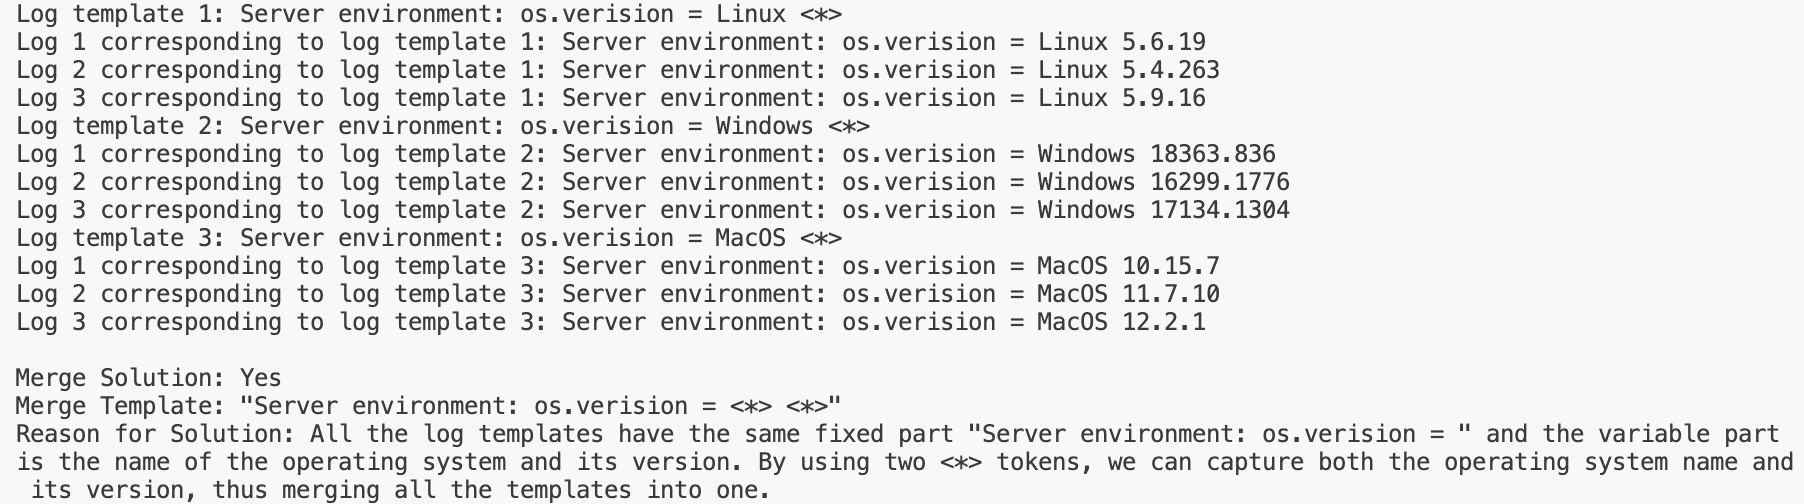 Log template 1: Server environment: os.verision = Linux <*>
Log 1 corresponding to log template 1: Server environment: os.verision = Linux 5.6.19
Log 2 corresponding to log template 1: Server environment: os.verision = Linux 5.4.263
Log 3 corresponding to log template 1: Server environment: os.verision = Linux 5.9.16
Log template 2: Server environment: os.verision = Windows <*>
Log 1 corresponding to log template 2: Server environment: os.verision = Windows 18363.836
Log 2 corresponding to log template 2: Server environment: os.verision = Windows 16299.1776
Log 3 corresponding to log template 2: Server environment: os.verision = Windows 17134.1304
Log template 3: Server environment: os.verision = MacOS <*>
Log 1 corresponding to log template 3: Server environment: os.verision = MacOS 10.15.7
Log 2 corresponding to log template 3: Server environment: os.verision = MacOS 11.7.10
Log 3 corresponding to log template 3: Server environment: os.verision = MacOS 12.2.1

Merge Solution: Yes
Merge Template: "Server environment: os.verision = <*> <*>"
Reason for Solution: All the log templates have the same fixed part "Server environment: os.verision = " and the variable part
is the name of the operating system and its version. By using two <*> tokens, we can capture both the operating system name and
its version, thus merging all the templates into one.